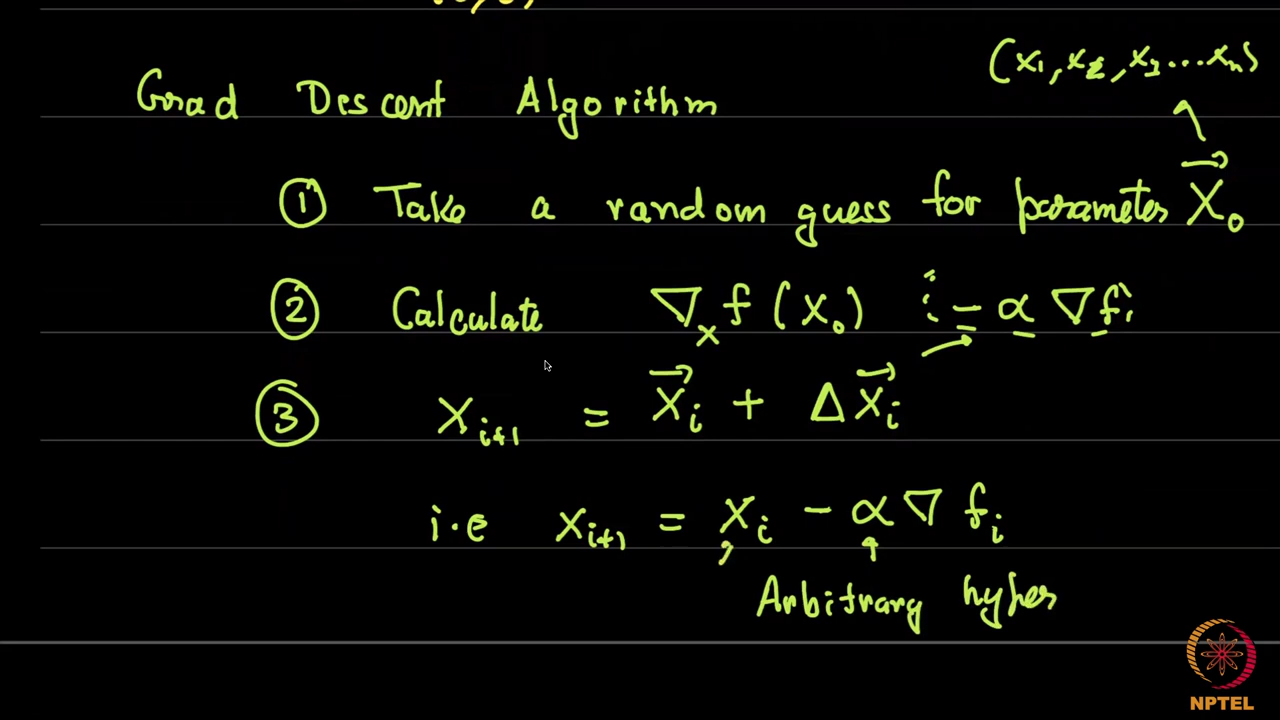 (x₁, x₂, x₃ ... xₙ)
Grad Descent Algorithm
① Take a random guess for parameter X⃗₀
② Calculate ∇ₓ f (X₀) i - α ∇fᵢ
③ Xᵢ₊₁ = X⃗ᵢ + ΔX⃗ᵢ
i.e Xᵢ₊₁ = Xᵢ - α ∇ fᵢ
Arbitrary hyper
NPTEL